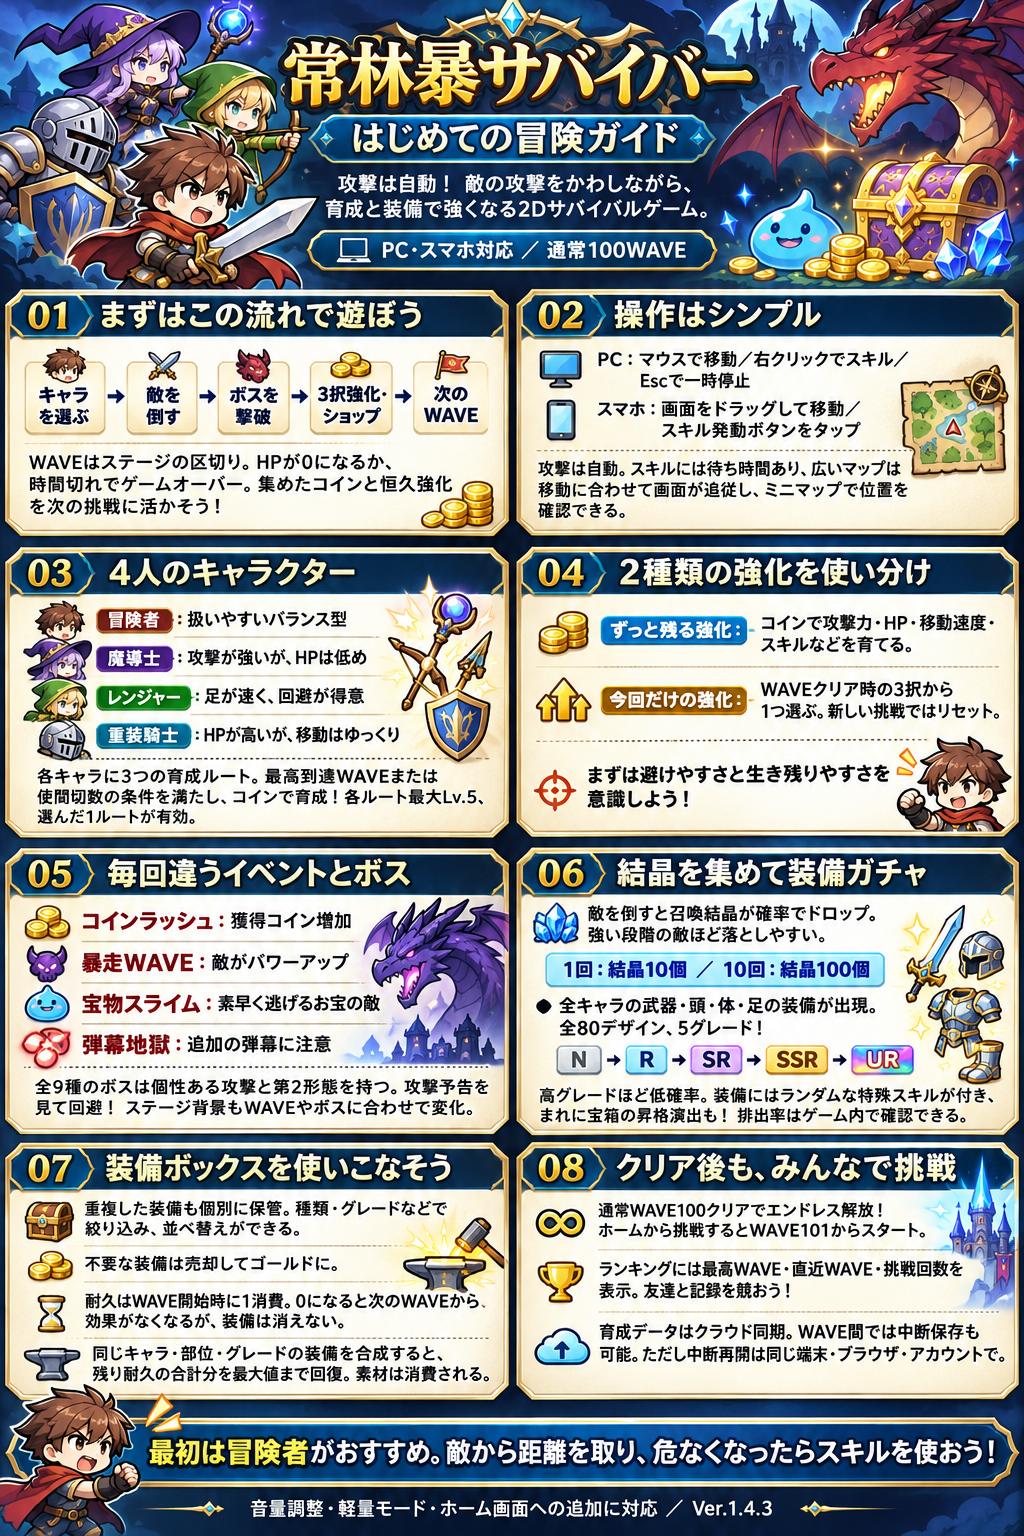 常林暴サバイバー
はじめての冒険ガイド
攻撃は自動！ 敵の攻撃をかわしながら、
育成と装備で強くなる2Dサバイバルゲーム。
PC・スマホ対応 ／ 通常100WAVE
01 まずはこの流れで遊ぼう
キャラ
を選ぶ
→
敵を
倒す
→
ボスを
撃破
→
3択強化・
ショップ
→
次の
WAVE
WAVEはステージの区切り。HPが0になるか、
時間切れでゲームオーバー。集めたコインと恒久強化
を次の挑戦に活かそう！
02 操作はシンプル
PC：マウスで移動／右クリックでスキル／
Escで一時停止
スマホ：画面をドラッグして移動／
スキル発動ボタンをタップ
攻撃は自動。スキルには待ち時間あり、広いマップは
移動に合わせて画面が追従し、ミニマップで位置を
確認できる。
03 4人のキャラクター
冒険者：扱いやすいバランス型
魔導士：攻撃が強いが、HPは低め
レンジャー：足が速く、回避が得意
重装騎士：HPが高いが、移動はゆっくり
各キャラに3つの育成ルート。最高到達WAVEまたは
使間切数の条件を満たし、コインで育成！各ルート最大Lv.5、
選んだ1ルートが有効。
04 2種類の強化を使い分け
ずっと残る強化：コインで攻撃力・HP・移動速度・
スキルなどを育てる。
今回だけの強化：WAVEクリア時の3択から
1つ選ぶ。新しい挑戦ではリセット。
まずは避けやすさと生き残りやすさを
意識しよう！
05 毎回違うイベントとボス
コインラッシュ：獲得コイン増加
暴走WAVE：敵がパワーアップ
宝物スライム：素早く逃げるお宝の敵
弾幕地獄：追加の弾幕に注意
全9種のボスは個性ある攻撃と第2形態を持つ。攻撃予告を
見て回避！ ステージ背景もWAVEやボスに合わせて変化。
06 結晶を集めて装備ガチャ
敵を倒すと召喚結晶が確率でドロップ。
強い段階の敵ほど落としやすい。
1回：結晶10個 ／ 10回：結晶100個
● 全キャラの武器・頭・体・足の装備が出現。
全80デザイン、5グレード！
N → R → SR → SSR → UR
高グレードほど低確率。装備にはランダムな特殊スキルが付き、
まれに宝箱の昇格演出も！ 排出率はゲーム内で確認できる。
07 装備ボックスを使いこなそう
重複した装備も個別に保管。種類・グレードなどで
絞り込み、並べ替えができる。
不要な装備は売却してゴールドに。
耐久はWAVE開始時に1消費。0になると次のWAVEから
効果がなくなるが、装備は消えない。
同じキャラ・部位・グレードの装備を合成すると、
残り耐久の合計分を最大値まで回復。素材は消費される。
08 クリア後も、みんなで挑戦
通常WAVE100クリアでエンドレス解放！
ホームから挑戦するとWAVE101からスタート。
ランキングには最高WAVE・直近WAVE・挑戦回数を
表示。友達と記録を競おう！
育成データはクラウド同期。WAVE間では中断保存も
可能。ただし中断再開は同じ端末・ブラウザ・アカウントで。
最初は冒険者がおすすめ。敵から距離を取り、危なくなったらスキルを使おう！
音量調整・軽量モード・ホーム画面への追加に対応 ／ Ver.1.4.3